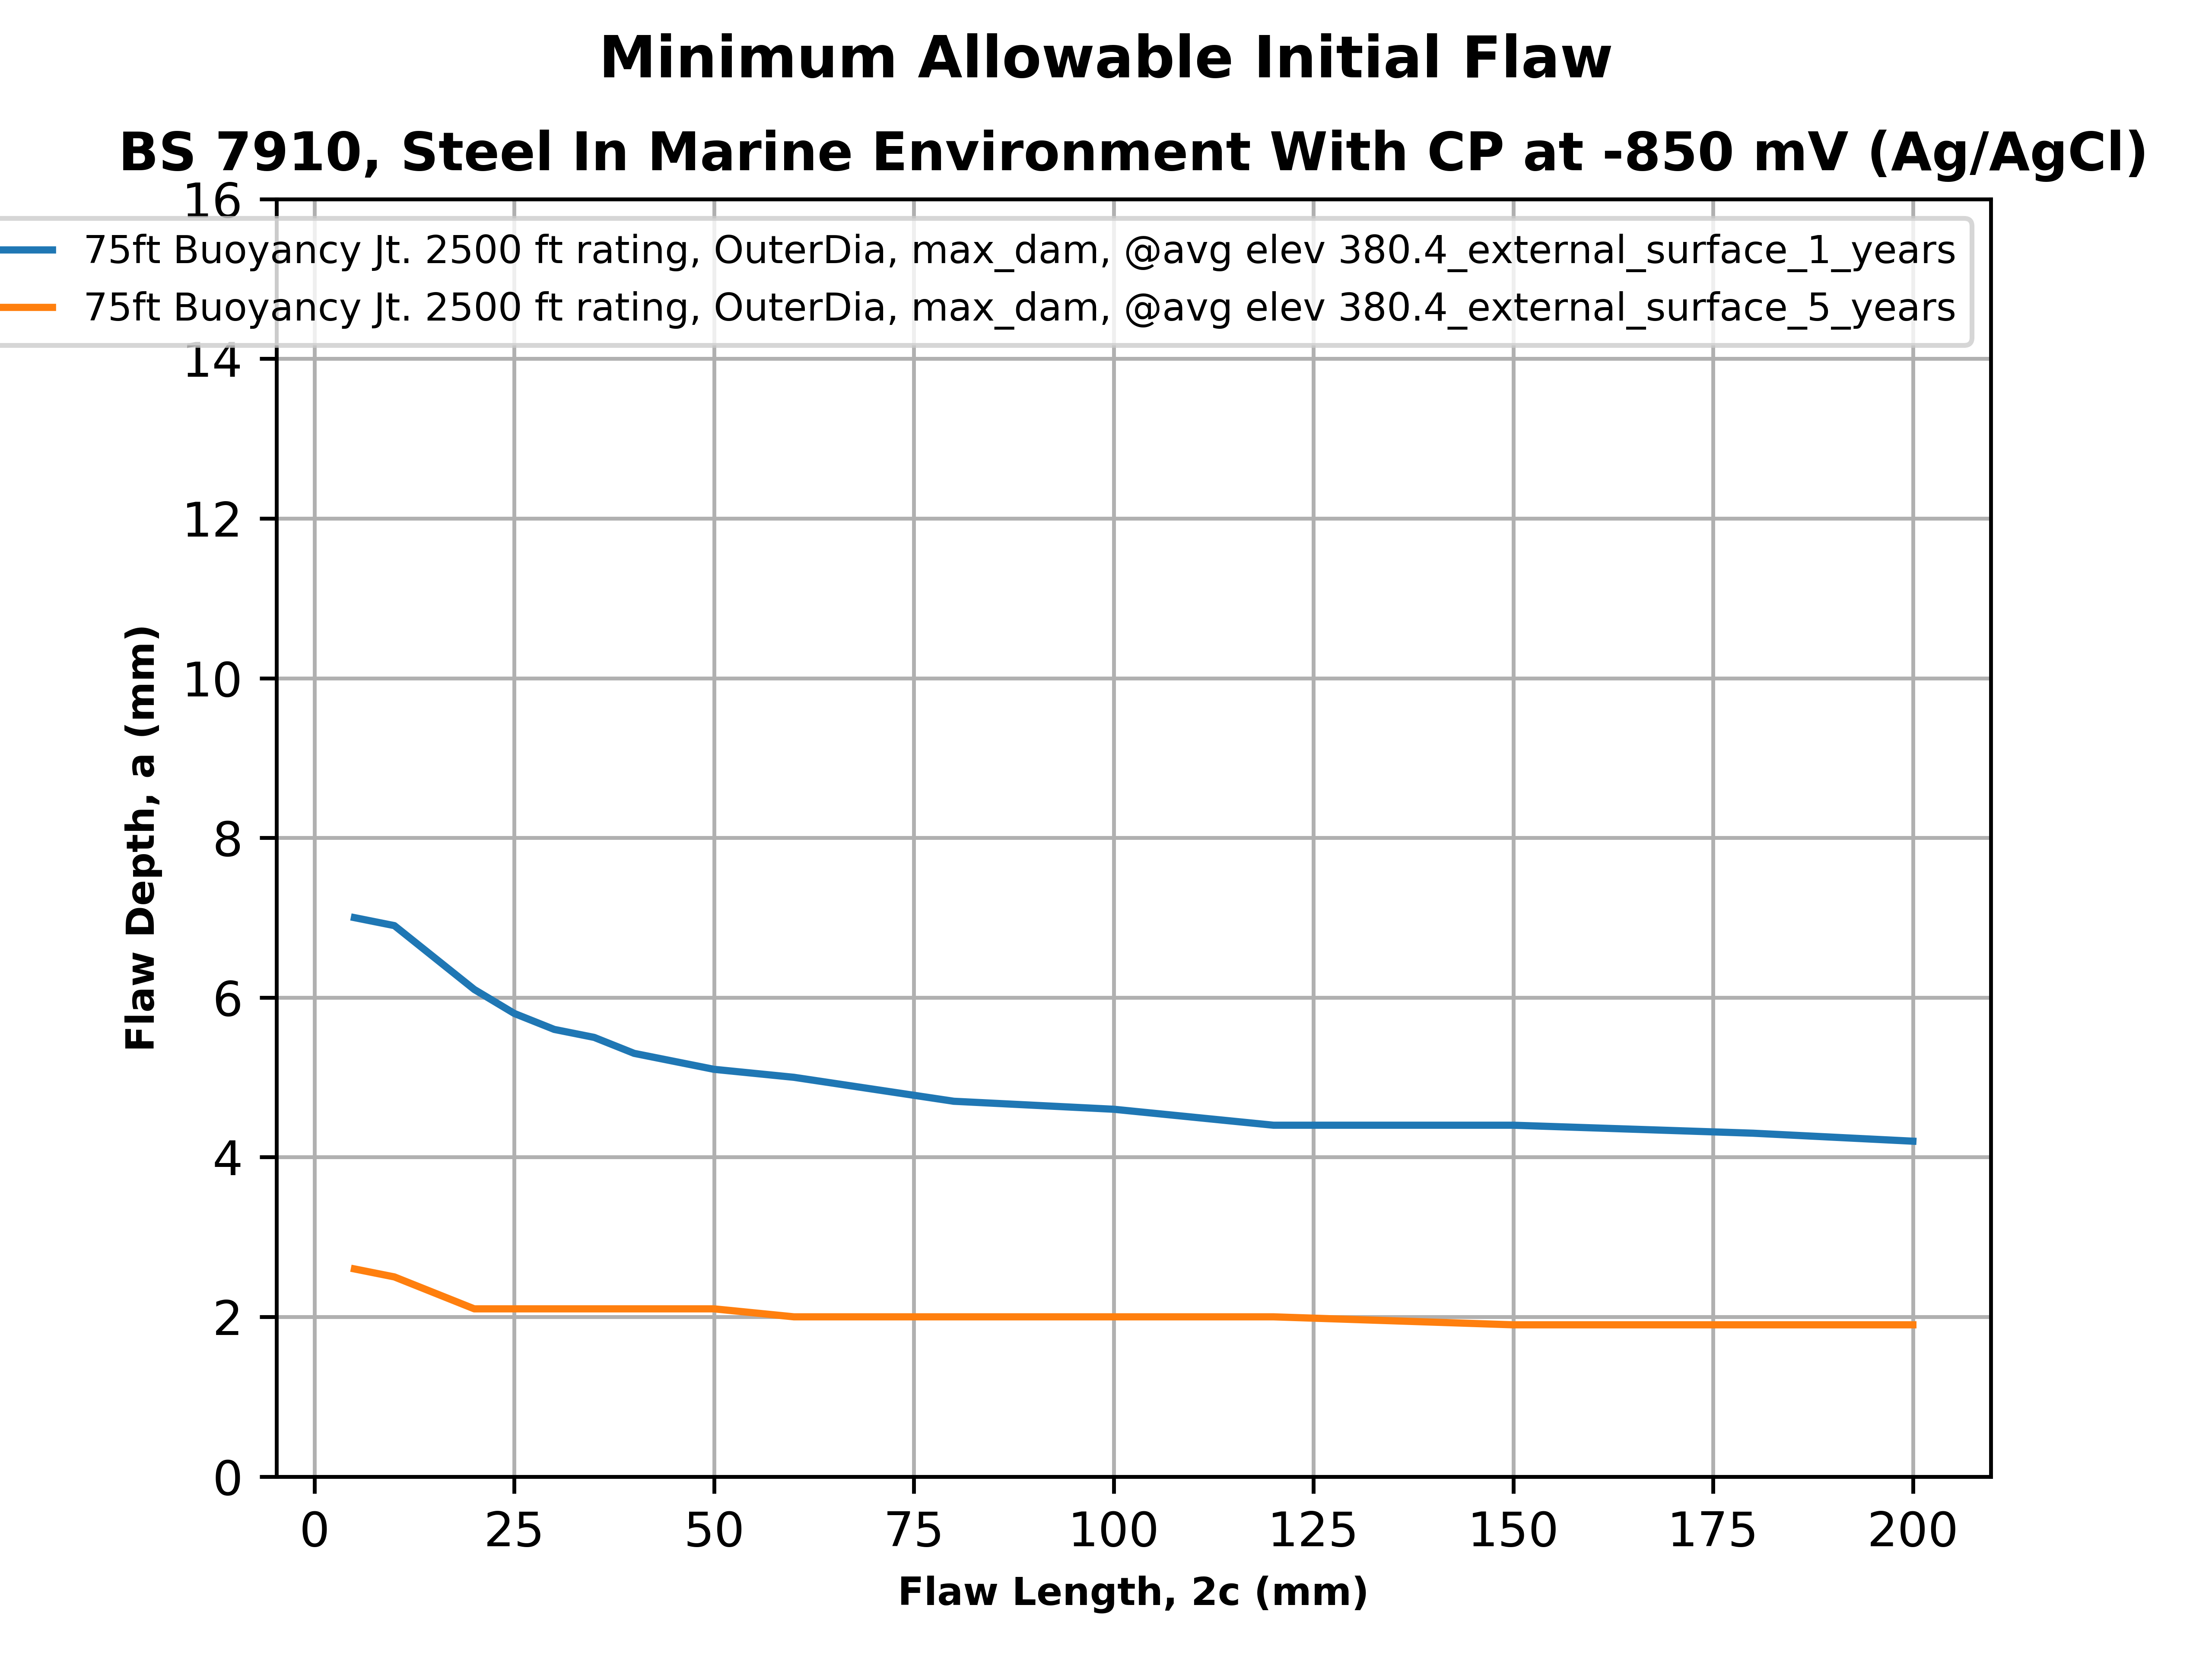 Minimum Allowable Initial Flaw
BS 7910, Steel In Marine Environment With CP at -850 mV (Ag/AgCl)
75ft Buoyancy Jt. 2500 ft rating, OuterDia, max_dam, @avg elev 380.4_external_surface_1_years
75ft Buoyancy Jt. 2500 ft rating, OuterDia, max_dam, @avg elev 380.4_external_surface_5_years
16
14
12
10
8
6
4
2
0
Flaw Depth, a (mm)
0 25 50 75 100 125 150 175 200
Flaw Length, 2c (mm)